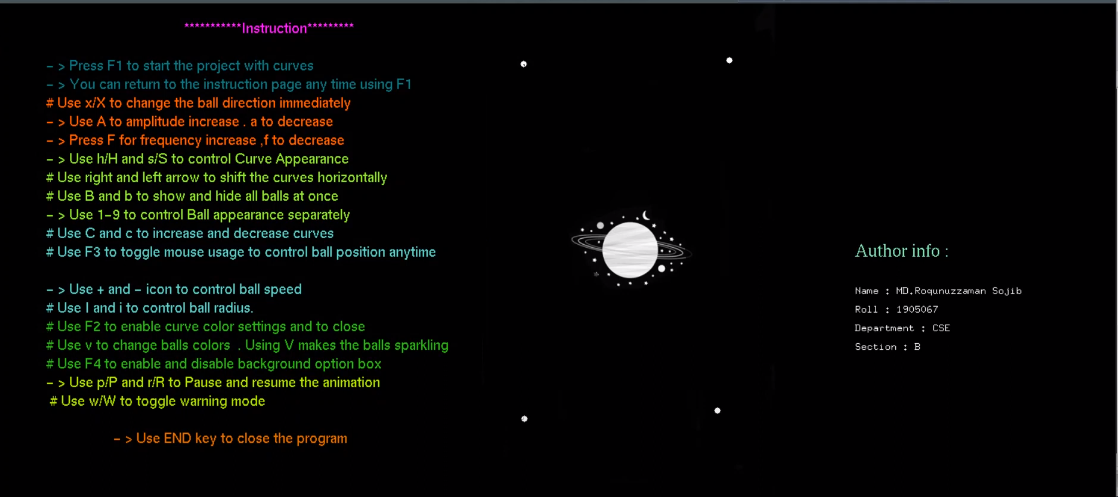 ***********Instruction*********
- > Press F1 to start the project with curves
- > You can return to the instruction page any time using F1
# Use x/X to change the ball direction immediately
- > Use A to amplitude increase . a to decrease
- > Press F for frequency increase ,f to decrease
- > Use h/H and s/S to control Curve Appearance
# Use right and left arrow to shift the curves horizontally
# Use B and b to show and hide all balls at once
- > Use 1-9 to control Ball appearance separately
# Use C and c to increase and decrease curves
# Use F3 to toggle mouse usage to control ball position anytime
- > Use + and - icon to control ball speed
# Use I and i to control ball radius.
# Use F2 to enable curve color settings and to close
# Use v to change balls colors . Using V makes the balls sparkling
# Use F4 to enable and disable background option box
- > Use p/P and r/R to Pause and resume the animation
# Use w/W to toggle warning mode
- > Use END key to close the program
Author info :
Name : MD.Roqunuzzaman Sojib
Roll : 1905067
Department : CSE
Section : B